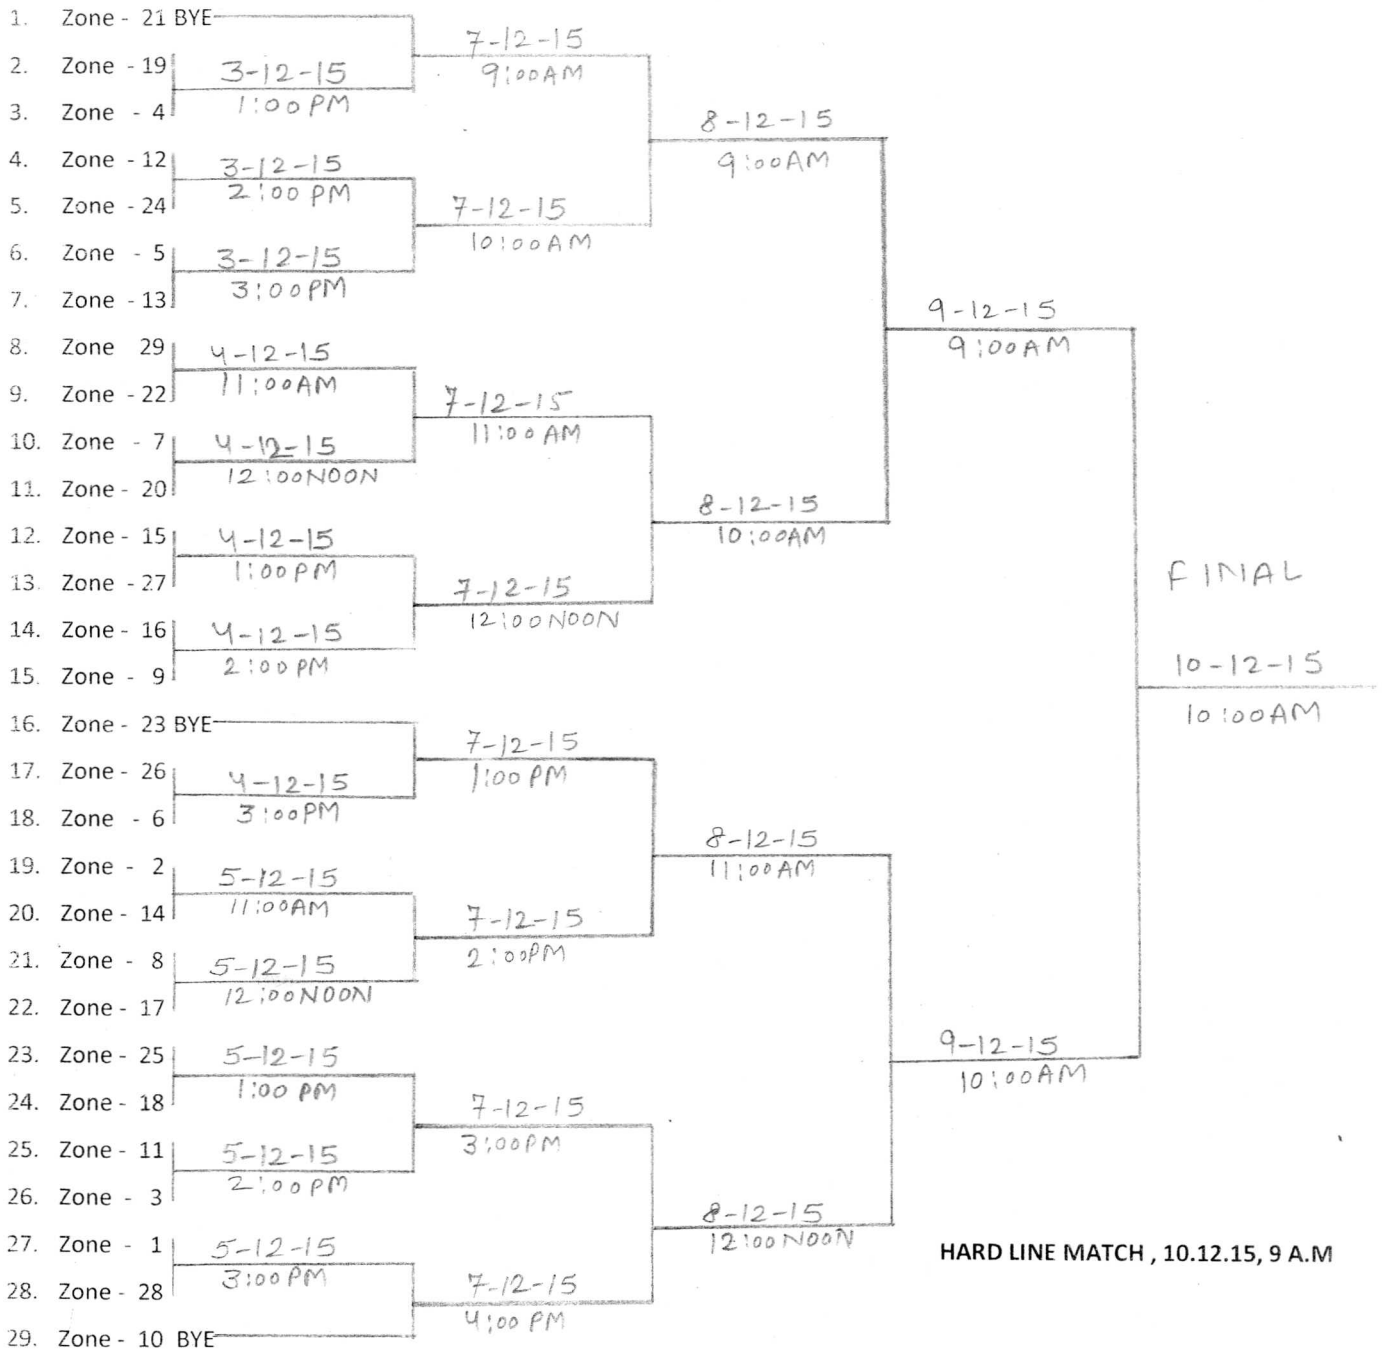 1. Zone - 21 BYE
7-12-15
9:00AM
2. Zone - 19
3-12-15
1:00PM
3. Zone - 4
8-12-15
9:00AM
4. Zone - 12
3-12-15
2:00 PM
5. Zone - 24
7-12-15
10:00AM
6. Zone - 5
3-12-15
3:00PM
7. Zone - 13
9-12-15
9:00AM
8. Zone 29
4-12-15
11:00AM
9. Zone - 22
7-12-15
11:00 AM
10. Zone - 7
4-12-15
12:00NOON
11. Zone - 20
8-12-15
10:00AM
12. Zone - 15
4-12-15
1:00PM
13. Zone - 27
7-12-15
12:00NOON
FINAL
14. Zone - 16
4-12-15
2:00PM
15. Zone - 9
10-12-15
10:00AM
16. Zone - 23 BYE
7-12-15
1:00 PM
17. Zone - 26
4-12-15
3:00PM
18. Zone - 6
8-12-15
11:00AM
19. Zone - 2
5-12-15
11:00AM
20. Zone - 14
7-12-15
2:00PM
21. Zone - 8
5-12-15
12:00NOON
22. Zone - 17
9-12-15
10:00AM
23. Zone - 25
5-12-15
1:00 PM
24. Zone - 18
7-12-15
3:00PM
25. Zone - 11
5-12-15
2:00PM
26. Zone - 3
8-12-15
12:00 NOON
27. Zone - 1
5-12-15
3:00PM
HARD LINE MATCH , 10.12.15, 9 A.M
28. Zone - 28
7-12-15
4:00 PM
29. Zone - 10 BYE